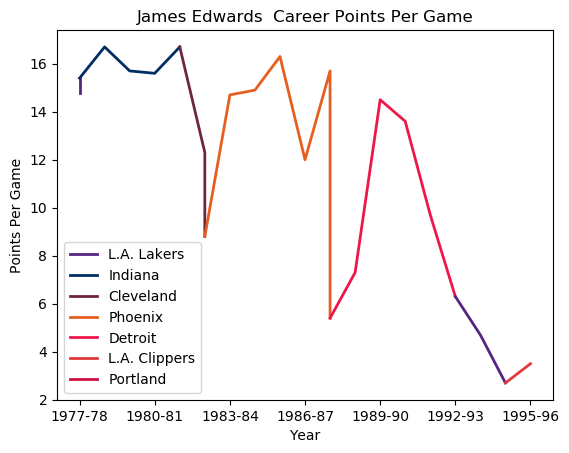 James Edwards  Career Points Per Game
Points Per Game
16
14
12
10
8
6
4
2
L.A. Lakers
Indiana
Cleveland
Phoenix
Detroit
L.A. Clippers
Portland
1977-78 1980-81 1983-84 1986-87 1989-90 1992-93 1995-96
Year